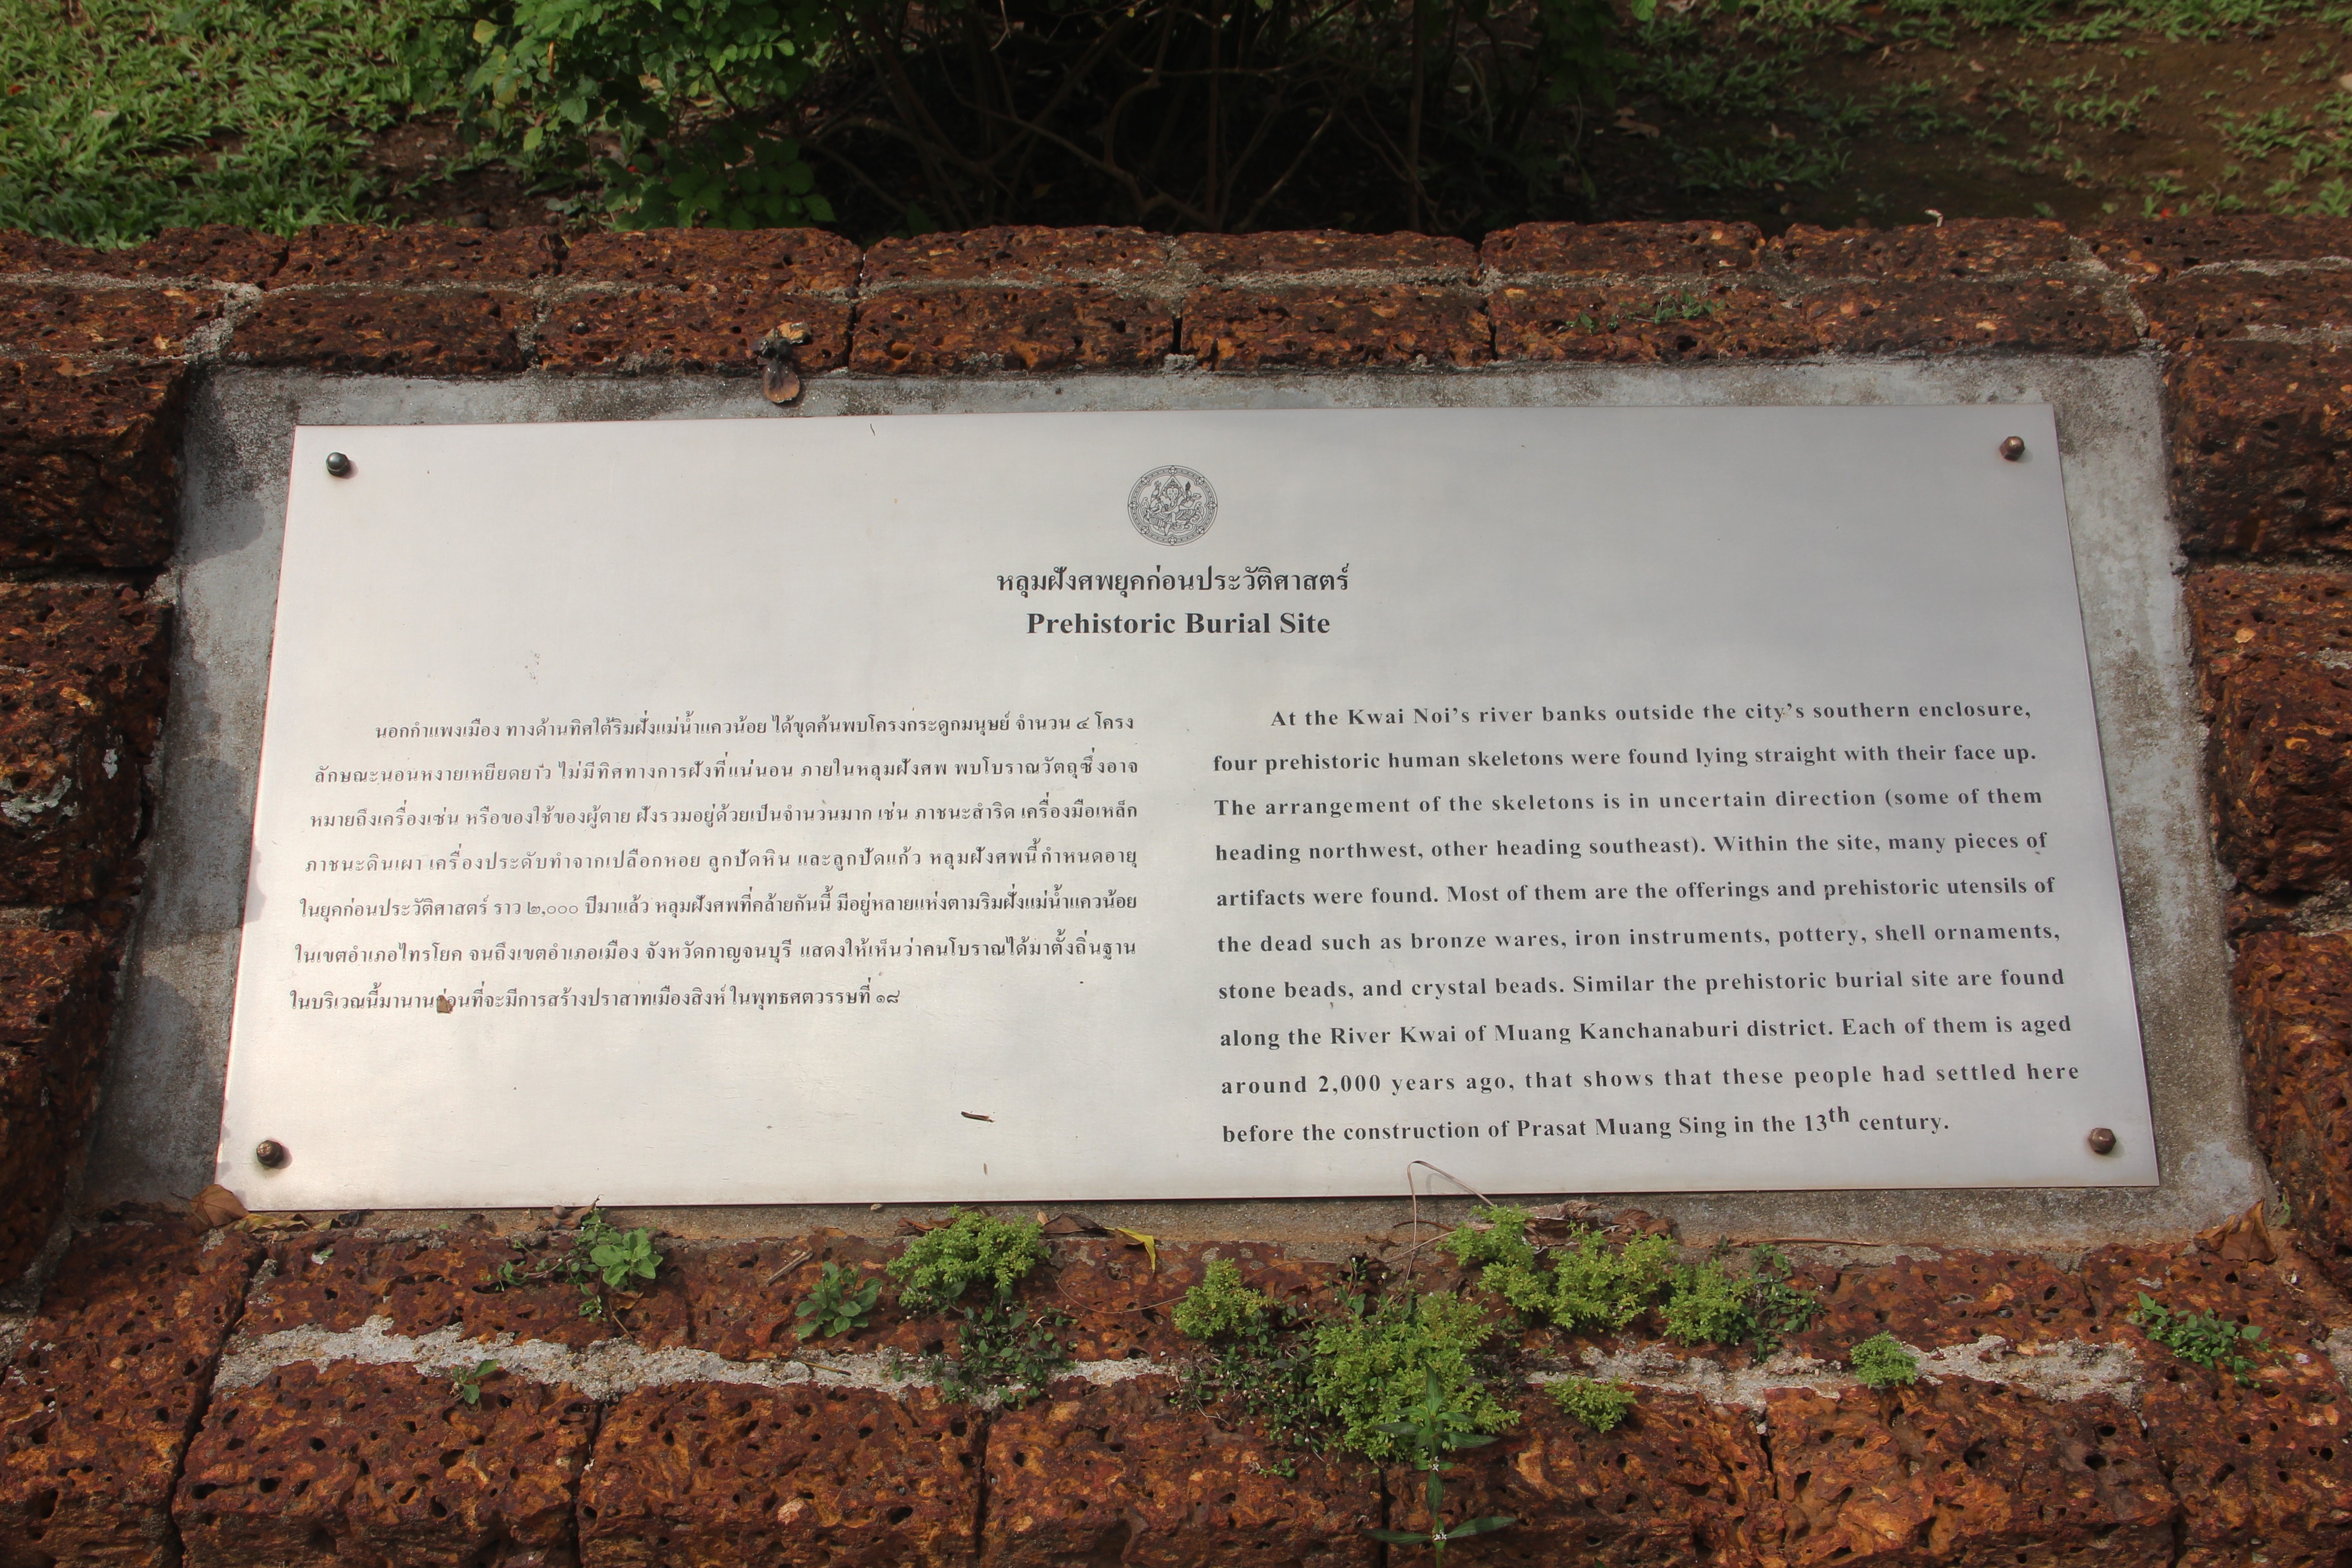 หลุมฝังศพยุคก่อนประวัติศาสตร์
Prehistoric Burial Site
นอกกำแพงเมือง ทางด้านทิศใต้ริมฝั่งแม่น้ำแควน้อย ได้ขุดค้นพบโครงกระดูกมนุษย์ จำนวน ๔ โครง
ลักษณะนอนหงายเหยียดยาว ไม่มีทิศทางการฝังที่แน่นอน ภายในหลุมฝังศพ พบโบราณวัตถุซึ่งอาจ
หมายถึงเครื่องเซ่น หรือของใช้ของผู้ตาย ฝังรวมอยู่ด้วยเป็นจำนวนมาก เช่น ภาชนะสำริด เครื่องมือเหล็ก
ภาชนะดินเผา เครื่องประดับทำจากเปลือกหอย ลูกปัดหิน และลูกปัดแก้ว หลุมฝังศพนี้กำหนดอายุ
ในยุคก่อนประวัติศาสตร์ ราว ๒,๐๐๐ ปีมาแล้ว หลุมฝังศพที่คล้ายกันนี้ มีอยู่หลายแห่งตามริมฝั่งแม่น้ำแควน้อย
ในเขตอำเภอไทรโยค จนถึงเขตอำเภอเมือง จังหวัดกาญจนบุรี แสดงให้เห็นว่าคนโบราณได้มาตั้งถิ่นฐาน
ในบริเวณนี้มานานก่อนที่จะมีการสร้างปราสาทเมืองสิงห์ ในพุทธศตวรรษที่ ๑๘
At the Kwai Noi's river banks outside the city's southern enclosure,
four prehistoric human skeletons were found lying straight with their face up.
The arrangement of the skeletons is in uncertain direction (some of them
heading northwest, other heading southeast). Within the site, many pieces of
artifacts were found. Most of them are the offerings and prehistoric utensils of
the dead such as bronze wares, iron instruments, pottery, shell ornaments,
stone beads, and crystal beads. Similar the prehistoric burial site are found
along the River Kwai of Muang Kanchanaburi district. Each of them is aged
around 2,000 years ago, that shows that these people had settled here
before the construction of Prasat Muang Sing in the 13th century.